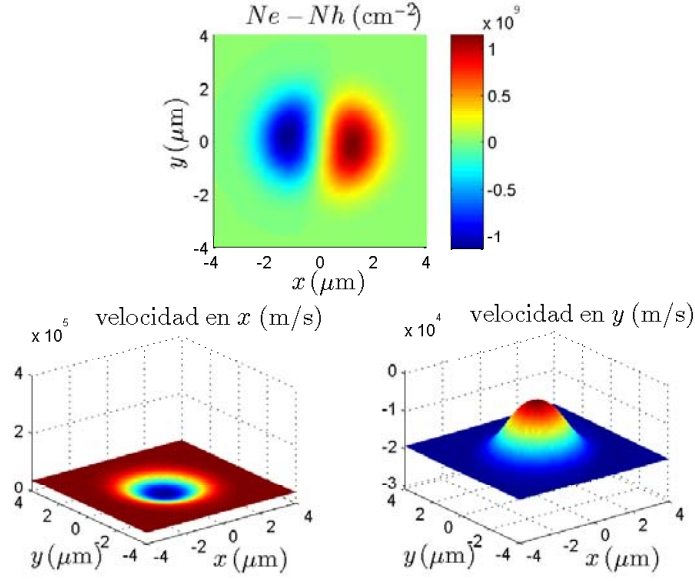 Ne − Nh (cm⁻²)
x 10⁹
4
2
0
-2
-4
y (μm)
-4 -2 0 2 4
x (μm)
1
0.5
0
-0.5
-1
velocidad en x (m/s)
x 10⁵
4
2
0
4 2 0 -2 -4
y (μm)
-4 -2 0 2 4
x (μm)
velocidad en y (m/s)
x 10⁴
0
-1
-2
-3
4 2 0 -2 -4
y (μm)
-4 -2 0 2 4
x (μm)